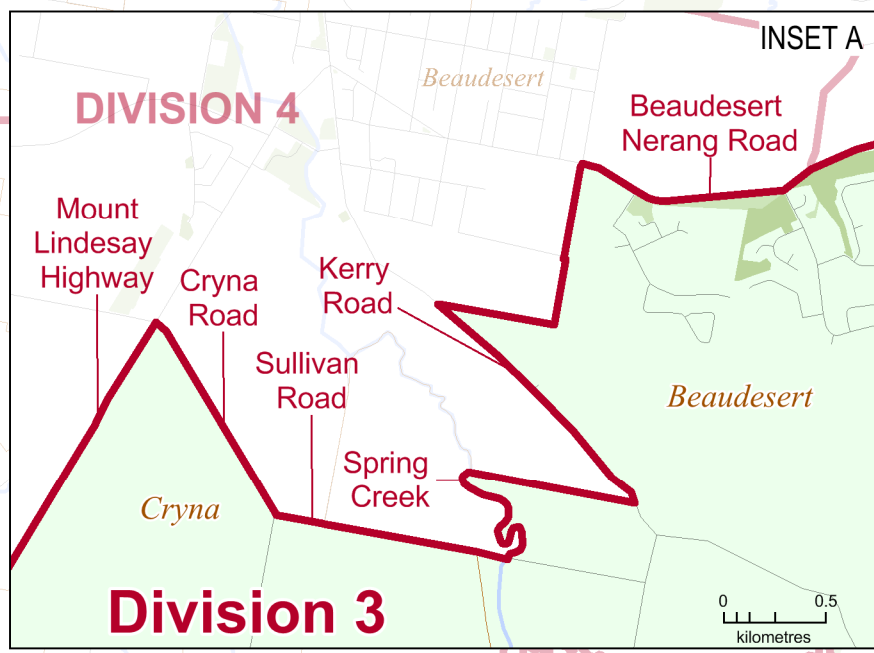 INSET A
Beaudesert
DIVISION 4
Beaudesert
Nerang Road
Mount
Lindesay
Highway
Cryna
Road
Kerry
Road
Sullivan
Road
Beaudesert
Spring
Creek
Cryna
Division 3
0 0.5
kilometres